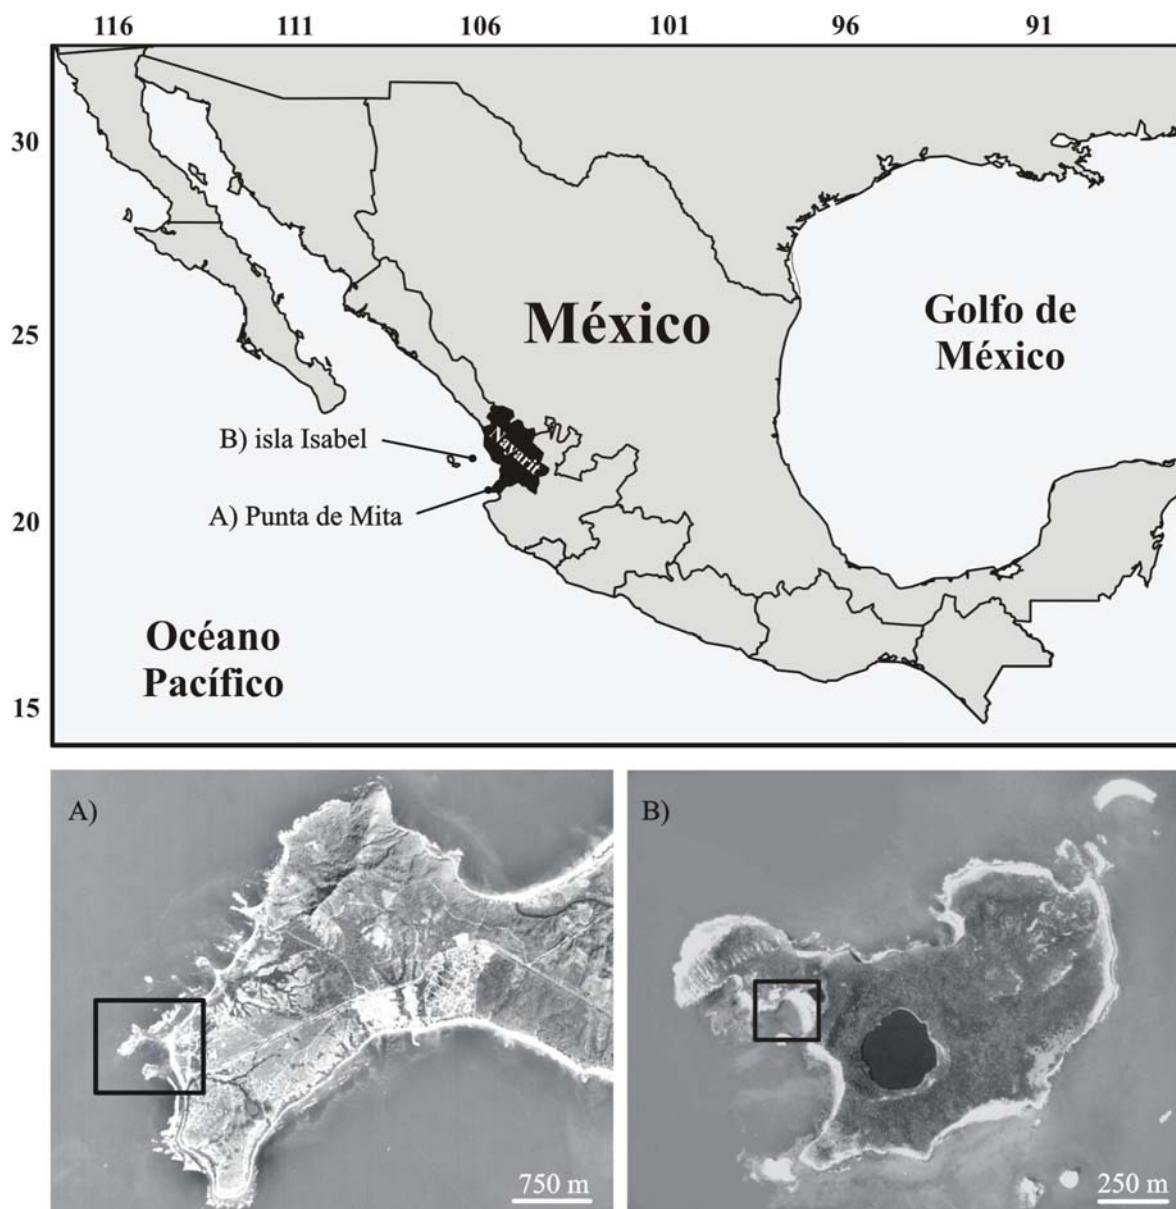 116 111 106 101 96 91
30
25
20
15
México
Golfo de
México
B) isla Isabel
Nayarit
A) Punta de Mita
Océano
Pacífico
A)
750 m
B)
250 m